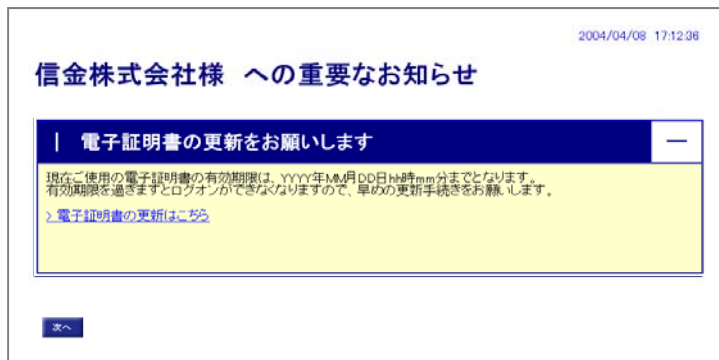 2004/04/08 17:12:36
信金株式会社様 への重要なお知らせ
| 電子証明書の更新をお願いします
現在ご使用の電子証明書の有効期限は、YYYY年MM月DD日hh時mm分までとなります。
有効期限を過ぎますとログオンができなくなりますので、早めの更新手続きをお願いします。
> 電子証明書の更新はこちら
次へ